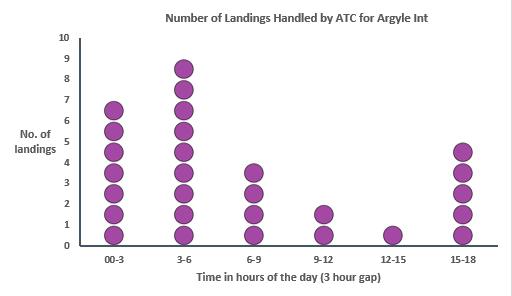 Number of Landings Handled by ATC for Argyle Int
10
9
8
7
6
5
4
3
2
1
0
No. of
landings
00-3 3-6 6-9 9-12 12-15 15-18
Time in hours of the day (3 hour gap)